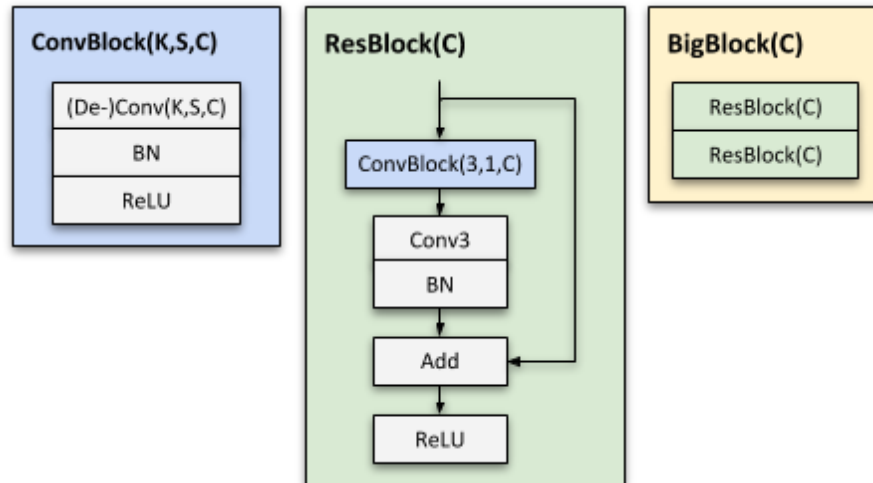 ConvBlock(K,S,C)
(De-)Conv(K,S,C)
BN
ReLU
ResBlock(C)
ConvBlock(3,1,C)
Conv3
BN
Add
ReLU
BigBlock(C)
ResBlock(C)
ResBlock(C)